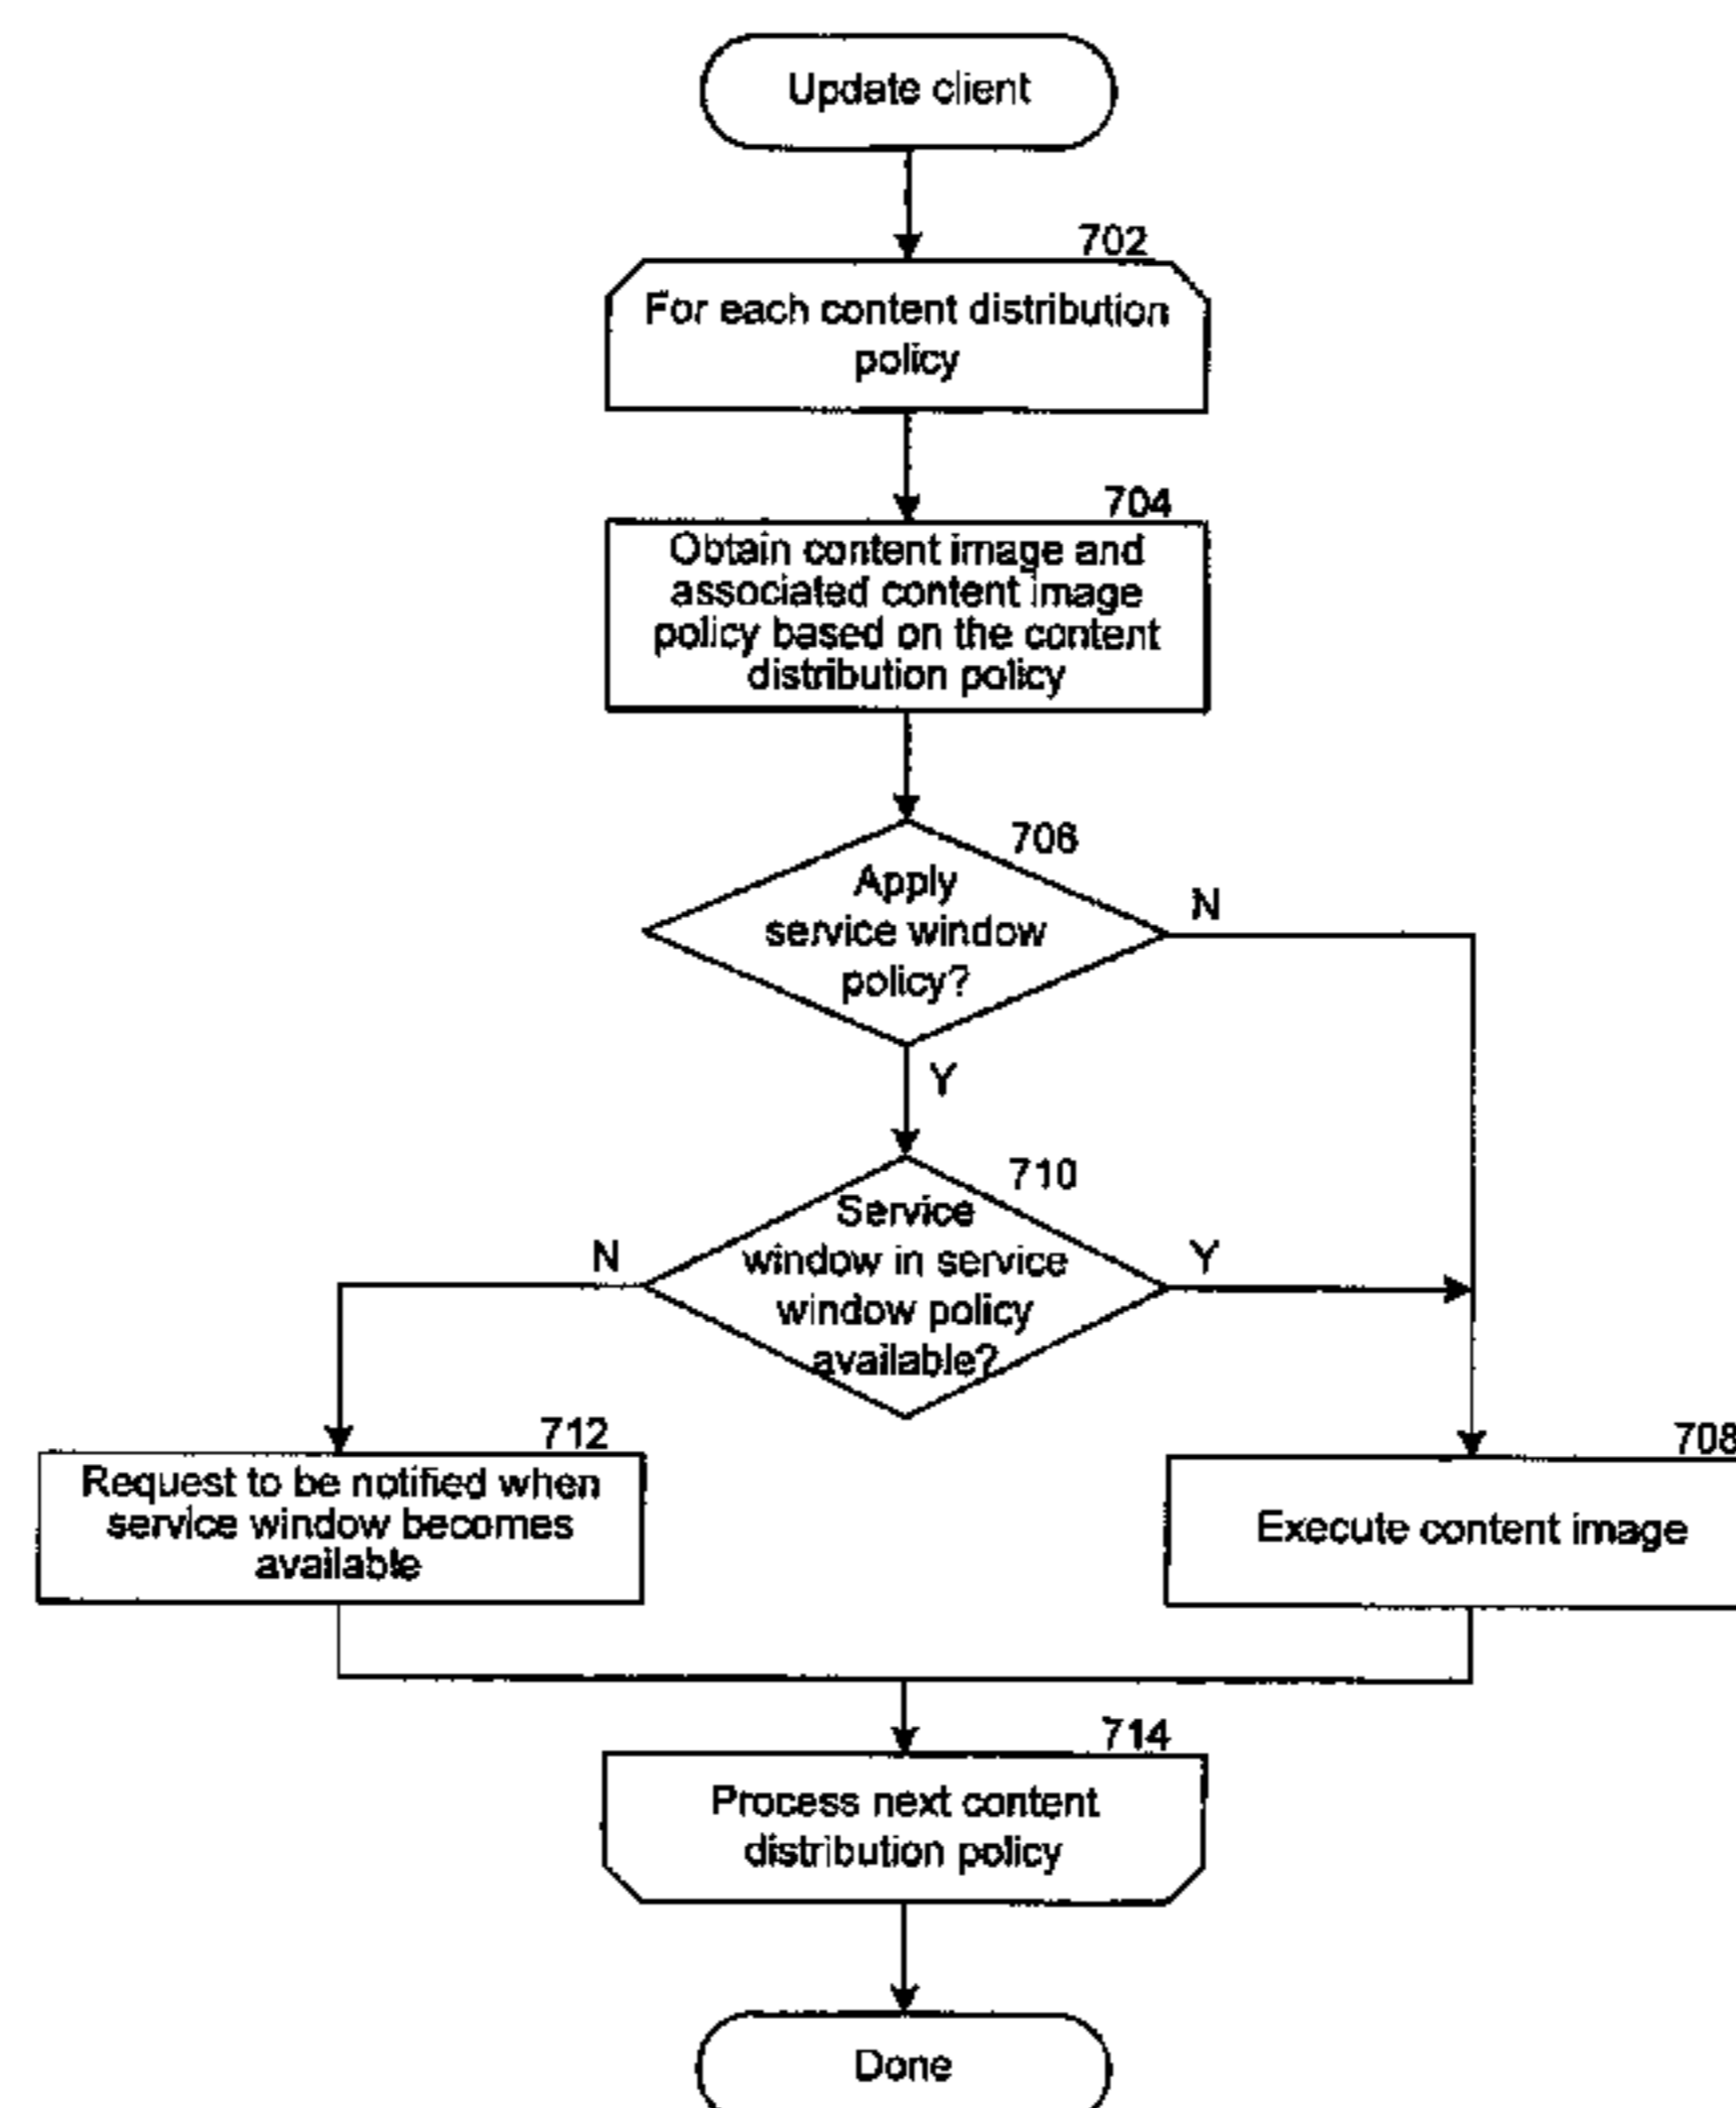 Update client
702
For each content distribution
policy
704
Obtain content image and
associated content image
policy based on the content
distribution policy
706
Apply
service window
policy?
N
Y
710
Service
window in service
window policy
available?
N
Y
712
Request to be notified when
service window becomes
available
708
Execute content image
714
Process next content
distribution policy
Done